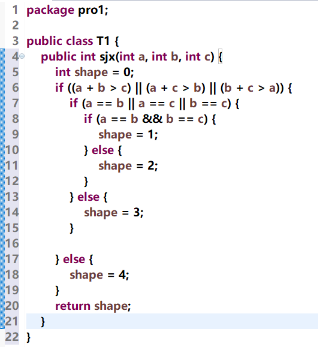 1 package pro1;
2
3 public class T1 {
4 public int sjx(int a, int b, int c) {
5 int shape = 0;
6 if ((a + b > c) || (a + c > b) || (b + c > a)) {
7 if (a == b || a == c || b == c) {
8 if (a == b && b == c) {
9 shape = 1;
10 } else {
11 shape = 2;
12 }
13 } else {
14 shape = 3;
15 }
16
17 } else {
18 shape = 4;
19 }
20 return shape;
21 }
22 }